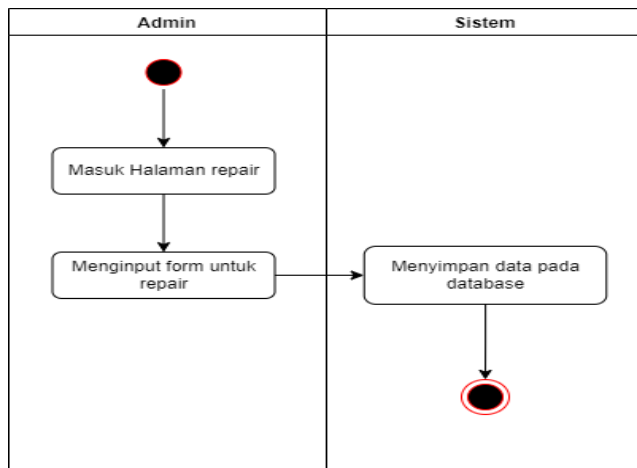 Admin
Sistem
Masuk Halaman repair
Menginput form untuk
repair
Menyimpan data pada
database